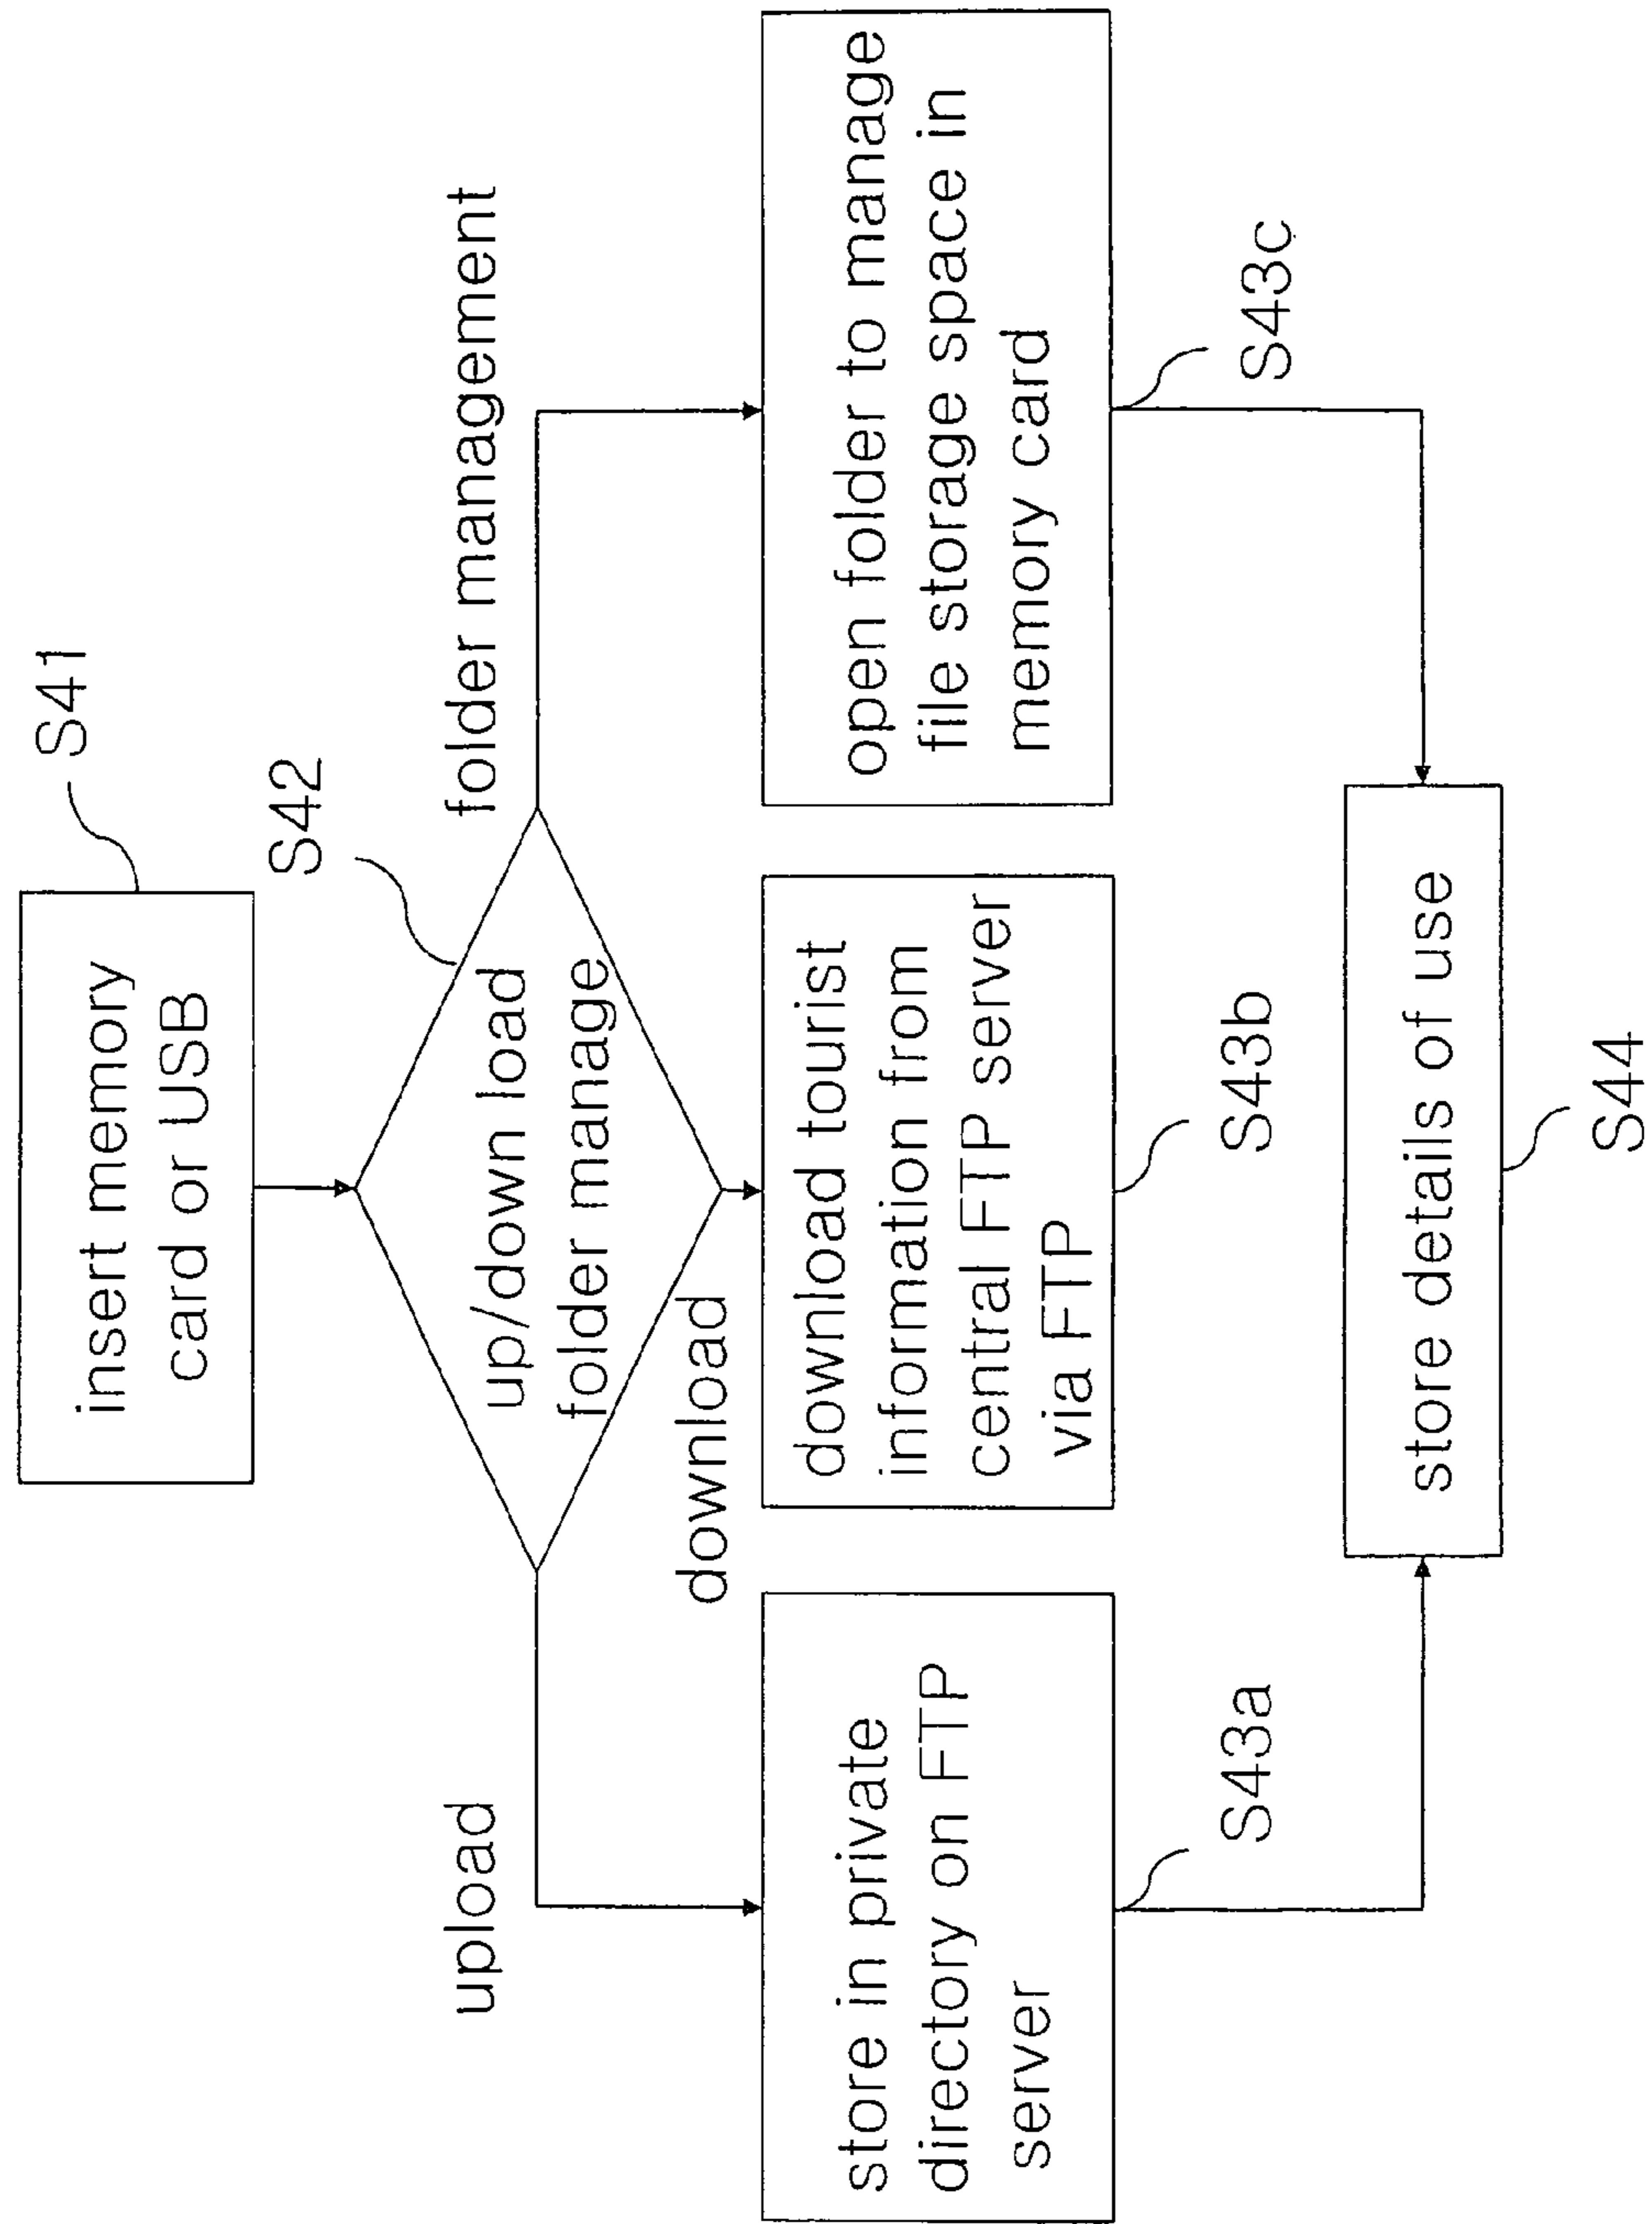 S41
insert memory
card or USB
S42
up/down load
folder manage
upload
download
folder management
store in private
directory on FTP
server
S43a
download tourist
information from
central FTP server
via FTP
S43b
open folder to manage
file storage space in
memory card
S43c
store details of use
S44